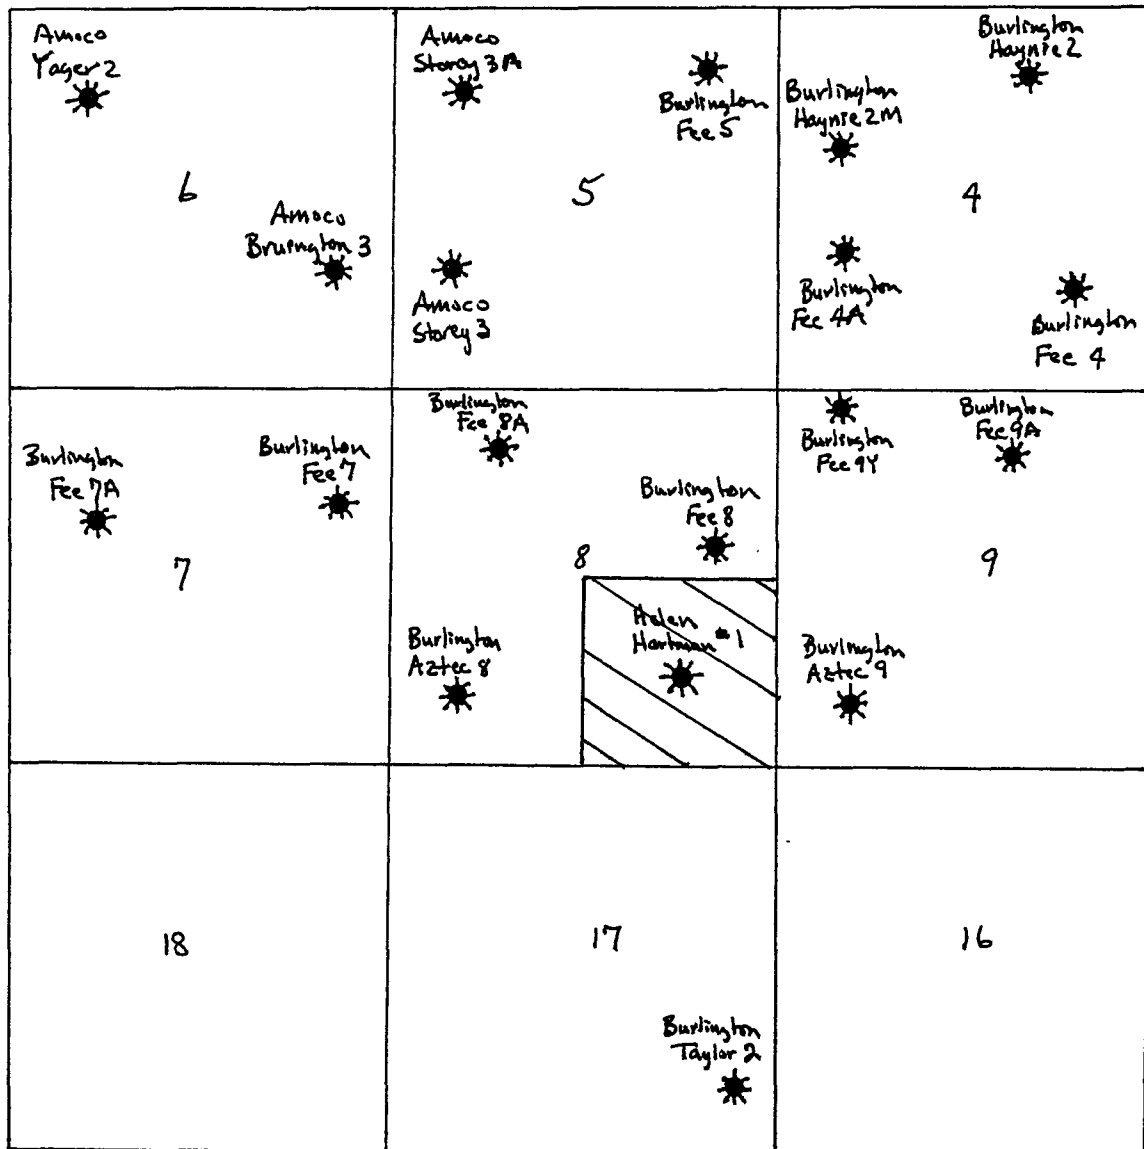 Amoco
Yager 2
6
Amoco
Bruington 3
Amoco
Storey 3A
Burlington
Fee 5
5
Amoco
Storey 3
Burlington
Haynie 2
Burlington
Haynie 2M
4
Burlington
Fee 4A
Burlington
Fee 4
Burlington
Fee 7A
Burlington
Fee 7
7
Burlington
Fee 8A
Burlington
Fee 8
8
Burlington
Aztec 8
Helen
Hartman #1
Burlington
Fee 9Y
Burlington
Fee 9A
9
Burlington
Aztec 9
18
17
Burlington
Taylor 2
16